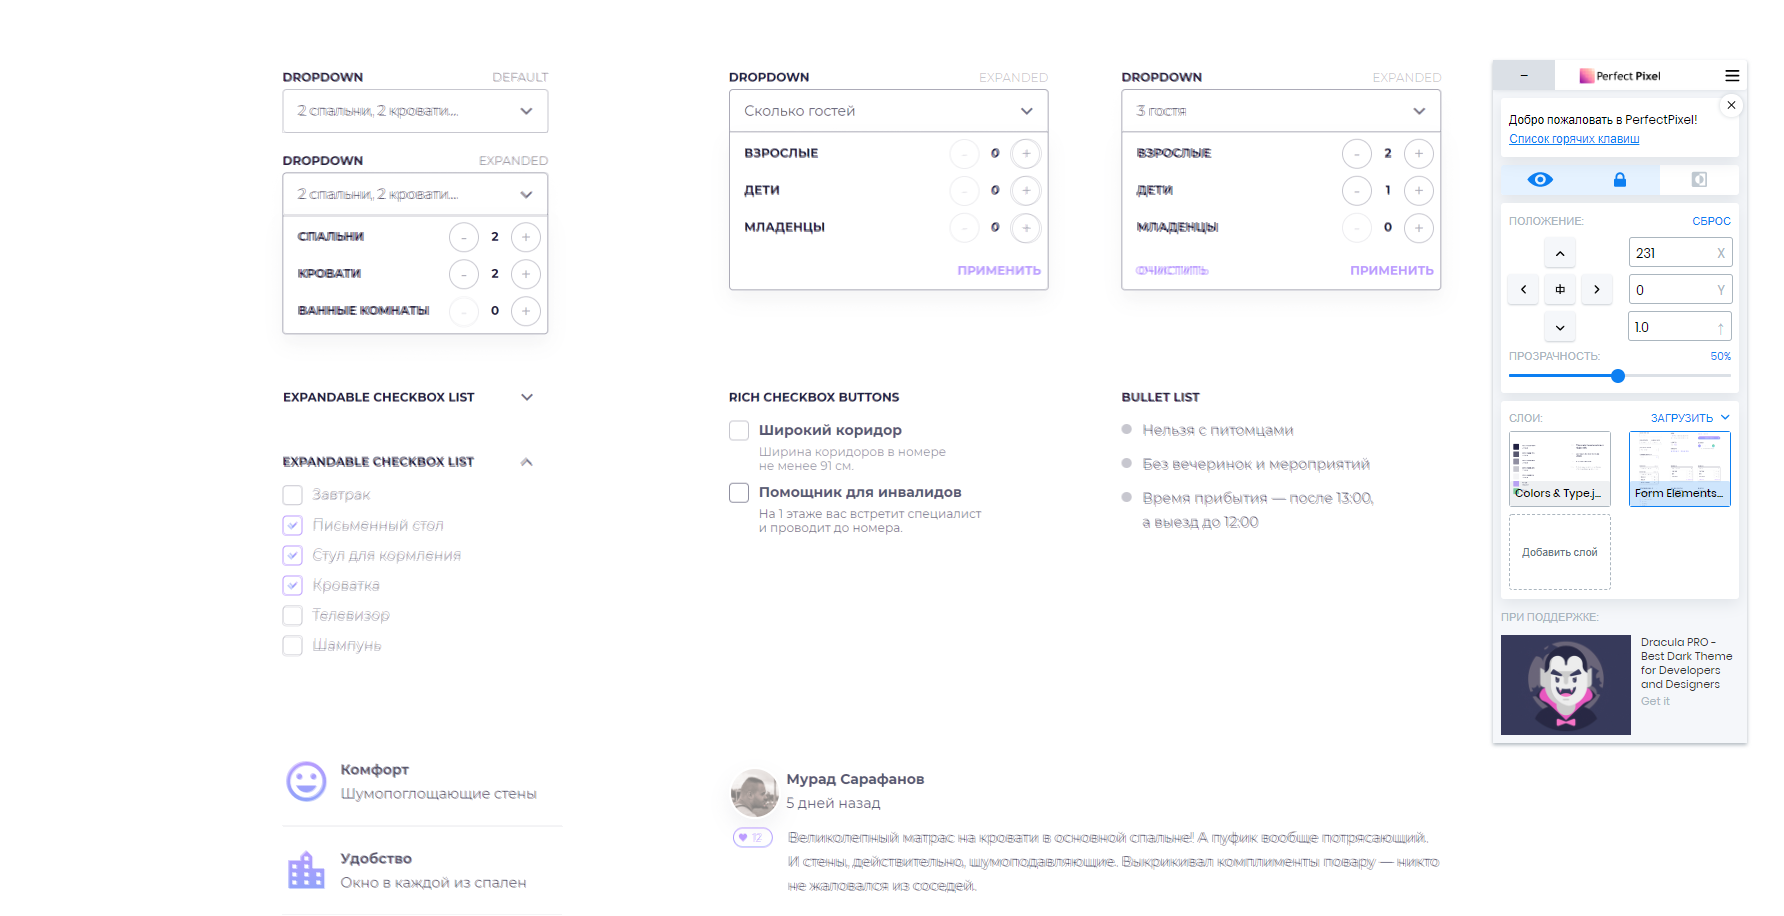 DROPDOWN DEFAULT
2 спальни, 2 кровати...
DROPDOWN EXPANDED
2 спальни, 2 кровати...
СПАЛЬНИ - 2 +
КРОВАТИ - 2 +
ВАННЫЕ КОМНАТЫ - 0 +
DROPDOWN EXPANDED
Сколько гостей
ВЗРОСЛЫЕ - 0 +
ДЕТИ - 0 +
МЛАДЕНЦЫ - 0 +
ПРИМЕНИТЬ
DROPDOWN EXPANDED
3 гостя
ВЗРОСЛЫЕ - 2 +
ДЕТИ - 1 +
МЛАДЕНЦЫ - 0 +
ОЧИСТИТЬ ПРИМЕНИТЬ
EXPANDABLE CHECKBOX LIST
EXPANDABLE CHECKBOX LIST
Завтрак
Письменный стол
Стул для кормления
Кроватка
Телевизор
Шампунь
RICH CHECKBOX BUTTONS
Широкий коридор
Ширина коридоров в номере
не менее 91 см.
Помощник для инвалидов
На 1 этаже вас встретит специалист
и проводит до номера.
BULLET LIST
Нельзя с питомцами
Без вечеринок и мероприятий
Время прибытия — после 13:00,
а выезд до 12:00
Комфорт
Шумопоглощающие стены
Удобство
Окно в каждой из спален
Мурад Сарафанов
5 дней назад
12
Великолепный матрас на кровати в основной спальне! А пуфик вообще потрясающий.
И стены, действительно, шумоподавляющие. Выкрикивал комплименты повару — никто
не жаловался из соседей.
Perfect Pixel
Добро пожаловать в PerfectPixel!
Список горячих клавиш
ПОЛОЖЕНИЕ: СБРОС
231 X
0 Y
1.0
ПРОЗРАЧНОСТЬ: 50%
СЛОИ: ЗАГРУЗИТЬ
Colors & Type.j...
Form Elements...
Добавить слой
ПРИ ПОДДЕРЖКЕ:
Dracula PRO -
Best Dark Theme
for Developers
and Designers
Get it